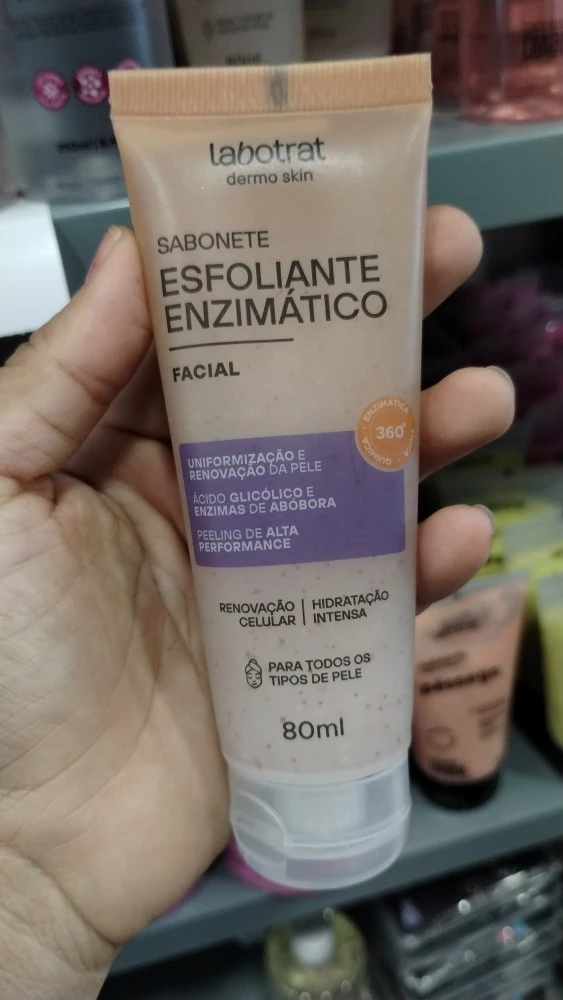 labotrat
dermo skin
SABONETE
ESFOLIANTE
ENZIMÁTICO
FACIAL
ENZIMÁTICA
360°
FÍSICA
QUÍMICA
UNIFORMIZAÇÃO E
RENOVAÇÃO DA PELE
ÁCIDO GLICÓLICO E
ENZIMAS DE ABÓBORA
PEELING DE ALTA
PERFORMANCE
RENOVAÇÃO
CELULAR
HIDRATAÇÃO
INTENSA
PARA TODOS OS
TIPOS DE PELE
80ml